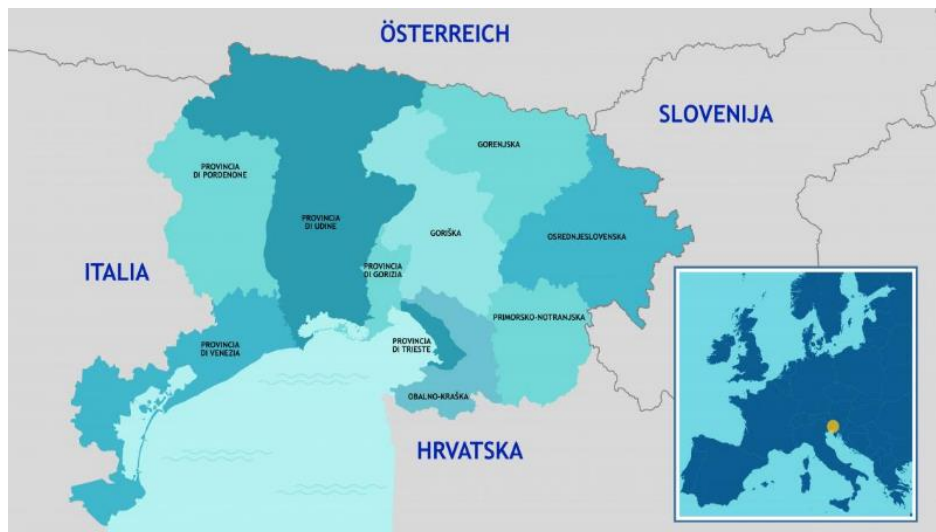 ÖSTERREICH
SLOVENIJA
GORENJSKA
PROVINCIA
DI PORDENONE
PROVINCIA
DI UDINE
GORIŠKA
OSREDNJESLOVENSKA
ITALIA
PROVINCIA
DI GORIZIA
PRIMORSKO-NOTRANJSKA
PROVINCIA
DI VENEZIA
PROVINCIA
DI TRIESTE
OBALNO-KRAŠKA
HRVATSKA